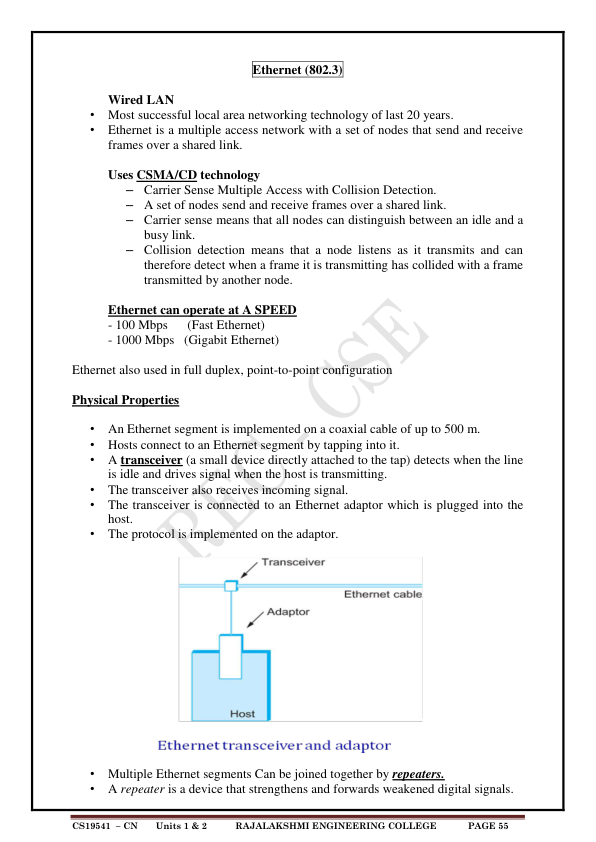 Ethernet (802.3)
Wired LAN
• Most successful local area networking technology of last 20 years.
• Ethernet is a multiple access network with a set of nodes that send and receive
frames over a shared link.
Uses CSMA/CD technology
– Carrier Sense Multiple Access with Collision Detection.
– A set of nodes send and receive frames over a shared link.
– Carrier sense means that all nodes can distinguish between an idle and a
busy link.
– Collision detection means that a node listens as it transmits and can
therefore detect when a frame it is transmitting has collided with a frame
transmitted by another node.
Ethernet can operate at A SPEED
- 100 Mbps (Fast Ethernet)
- 1000 Mbps (Gigabit Ethernet)
Ethernet also used in full duplex, point-to-point configuration
Physical Properties
• An Ethernet segment is implemented on a coaxial cable of up to 500 m.
• Hosts connect to an Ethernet segment by tapping into it.
• A transceiver (a small device directly attached to the tap) detects when the line
is idle and drives signal when the host is transmitting.
• The transceiver also receives incoming signal.
• The transceiver is connected to an Ethernet adaptor which is plugged into the
host.
• The protocol is implemented on the adaptor.
REC - CSE
Transceiver
Ethernet cable
Adaptor
Host
Ethernet transceiver and adaptor
• Multiple Ethernet segments Can be joined together by repeaters.
• A repeater is a device that strengthens and forwards weakened digital signals.
CS19541 – CN Units 1 & 2 RAJALAKSHMI ENGINEERING COLLEGE PAGE 55